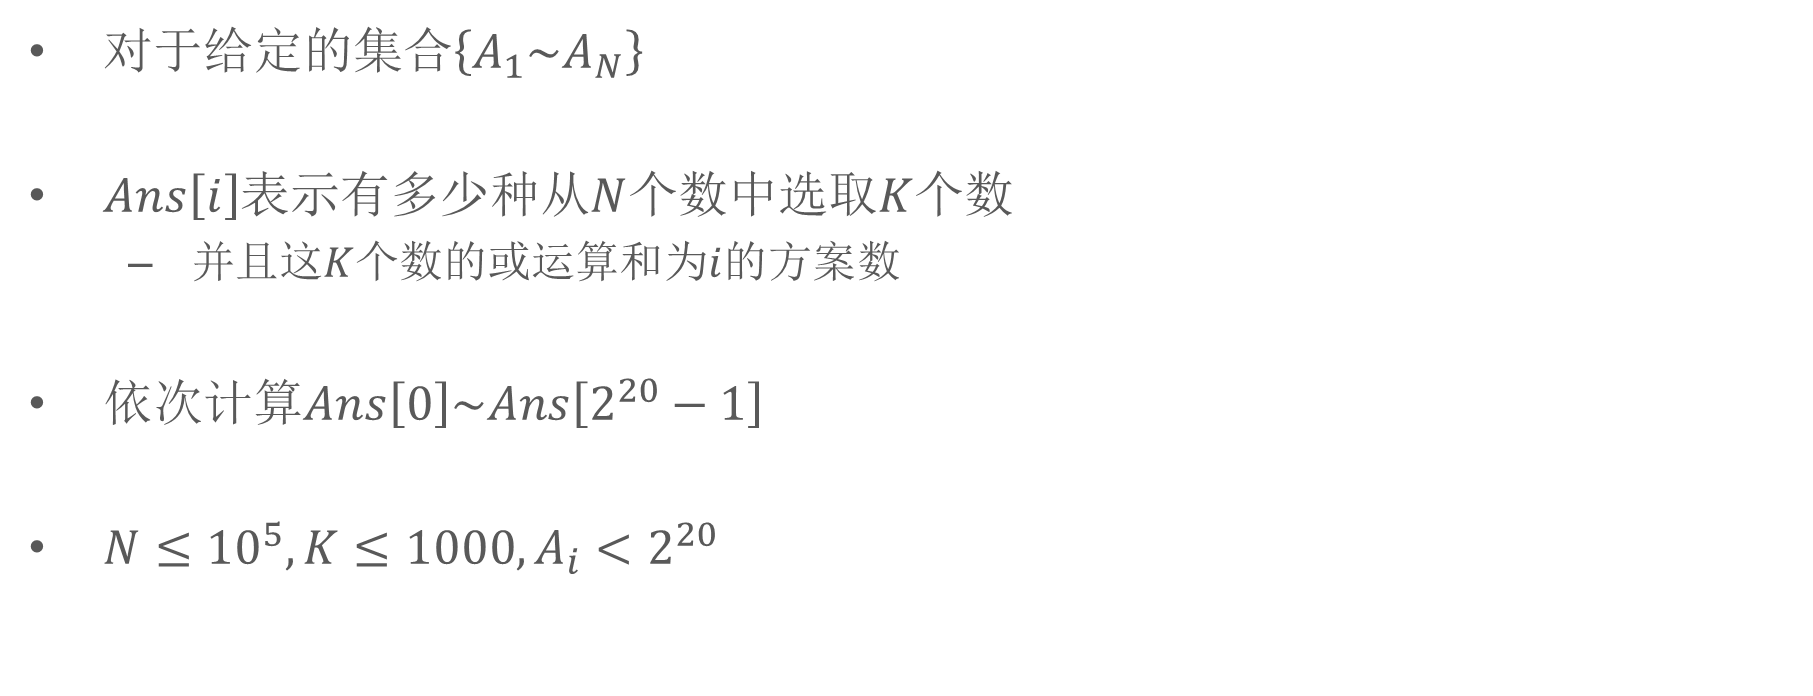 • 对于给定的集合{A₁~A_N}
• Ans[i]表示有多少种从N个数中选取K个数
– 并且这K个数的或运算和为i的方案数
• 依次计算Ans[0]~Ans[2²⁰ − 1]
• N ≤ 10⁵, K ≤ 1000, Aᵢ < 2²⁰